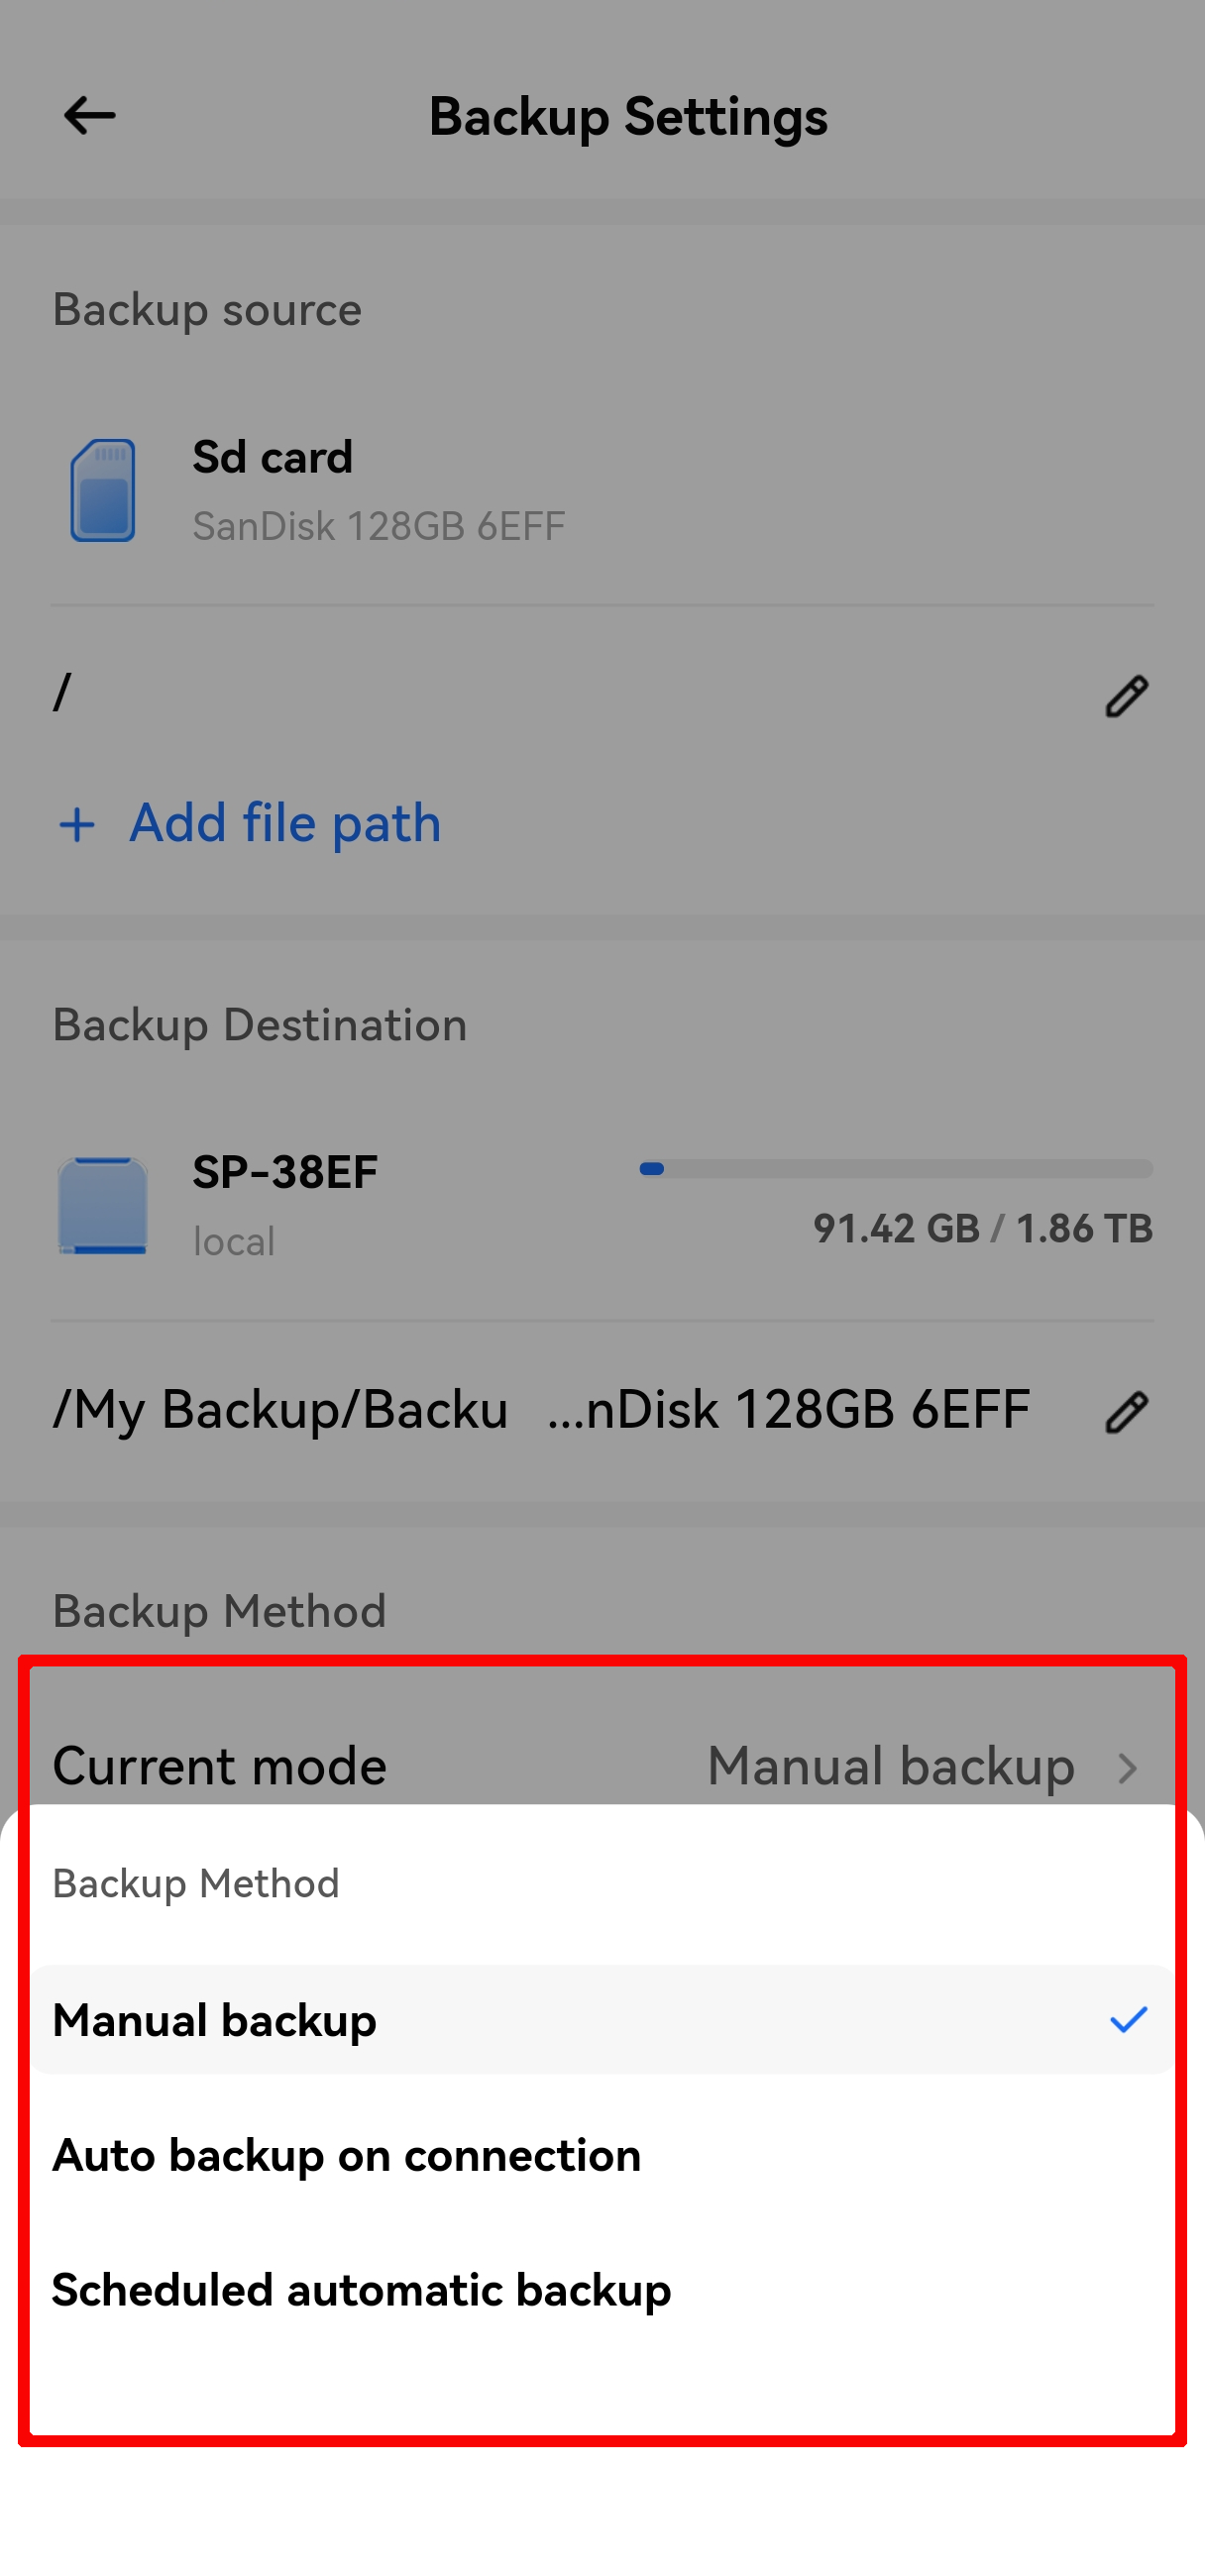 Backup Settings
Backup source
Sd card
SanDisk 128GB 6EFF
/
+ Add file path
Backup Destination
SP-38EF
local
91.42 GB / 1.86 TB
/My Backup/Backu ...nDisk 128GB 6EFF
Backup Method
Current mode Manual backup
Backup Method
Manual backup
Auto backup on connection
Scheduled automatic backup